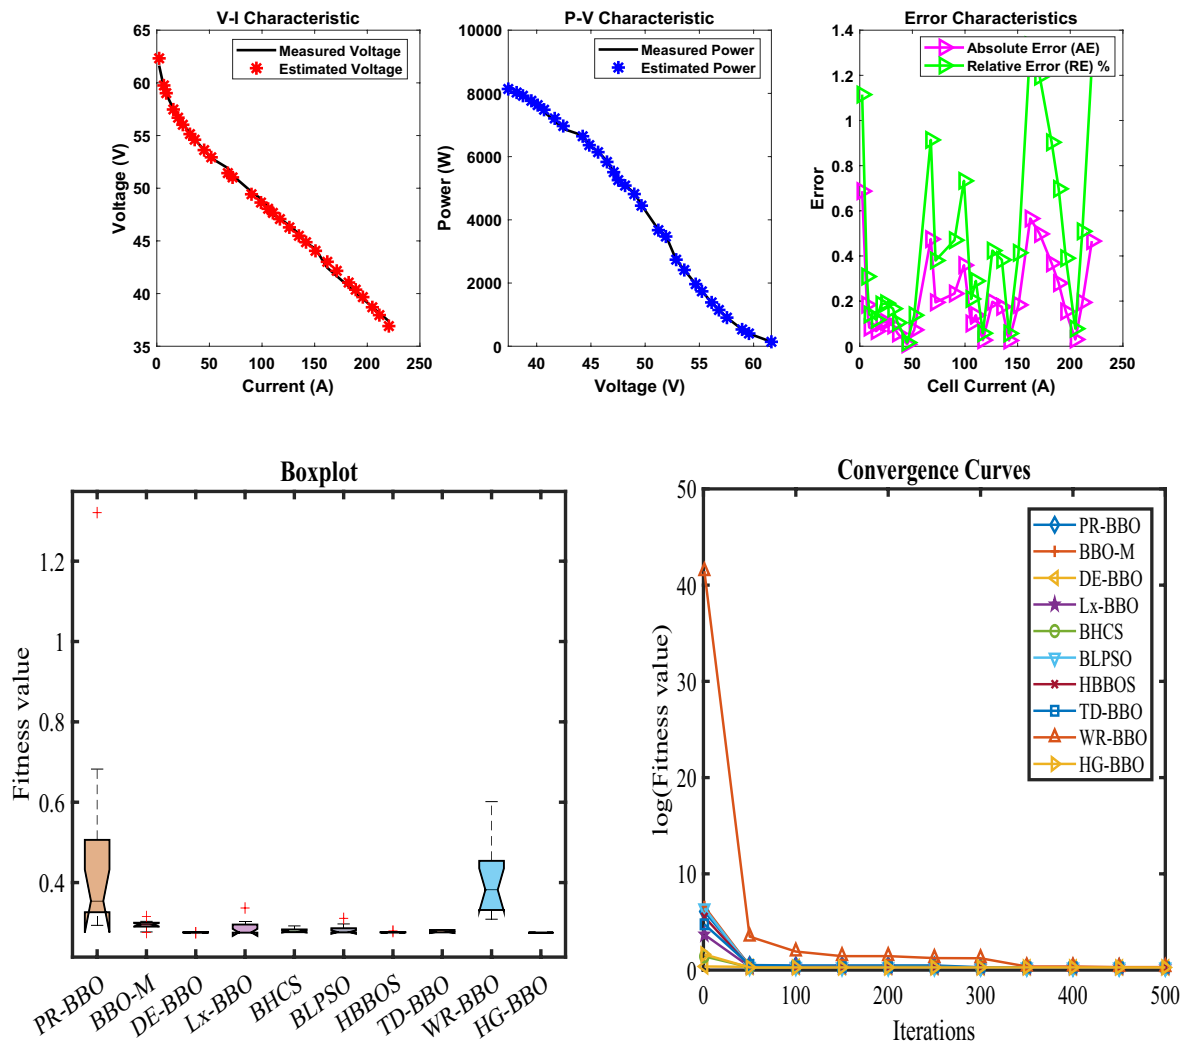 V-I Characteristic
65
60
55
50
45
40
35
0
50
100
150
200
250
Voltage (V)
Current (A)
Measured Voltage
Estimated Voltage
P-V Characteristic
10000
8000
6000
4000
2000
0
40
45
50
55
60
Power (W)
Voltage (V)
Measured Power
Estimated Power
Error Characteristics
1.4
1.2
1
0.8
0.6
0.4
0.2
0
0
50
100
150
200
250
Error
Cell Current (A)
Absolute Error (AE)
Relative Error (RE) %
Boxplot
1.2
1
0.8
0.6
0.4
Fitness value
PR-BBO
BBO-M
DE-BBO
Lx-BBO
BHCS
BLPSO
HBBOS
TD-BBO
WR-BBO
HG-BBO
Convergence Curves
50
40
30
20
10
0
0
100
200
300
400
500
log(Fitness value)
Iterations
PR-BBO
BBO-M
DE-BBO
Lx-BBO
BHCS
BLPSO
HBBOS
TD-BBO
WR-BBO
HG-BBO